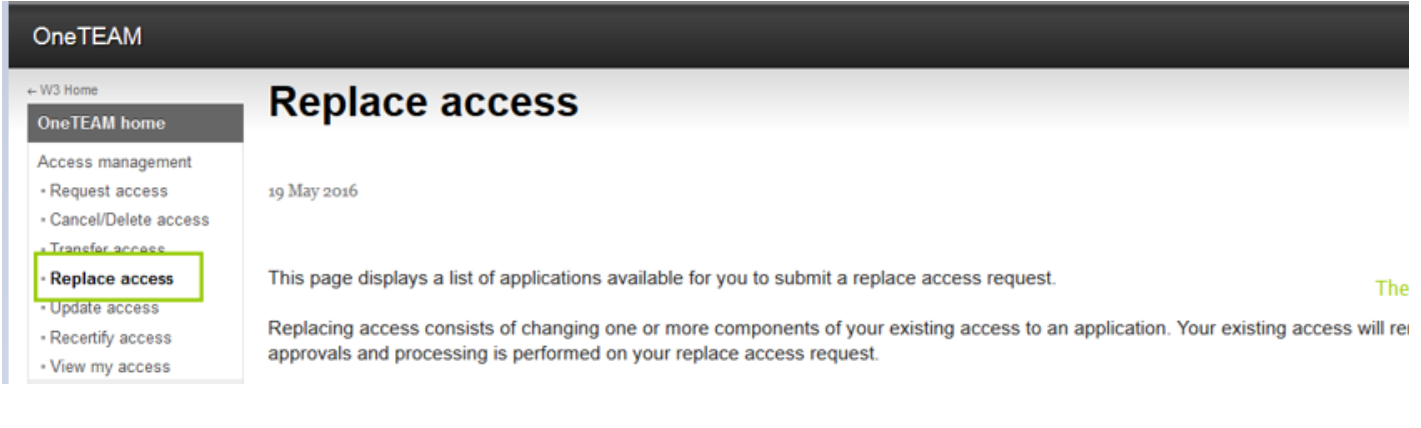 OneTEAM
← W3 Home
OneTEAM home
Access management
Request access
Cancel/Delete access
Transfer access
Replace access
Update access
Recertify access
View my access
Replace access
19 May 2016
This page displays a list of applications available for you to submit a replace access request.
The
Replacing access consists of changing one or more components of your existing access to an application. Your existing access will
approvals and processing is performed on your replace access request.